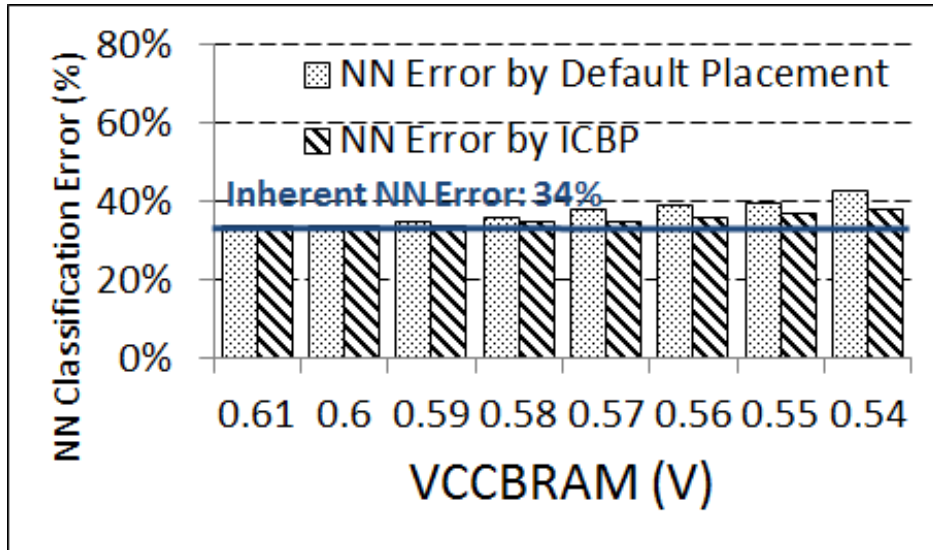 80%
NN Error by Default Placement
60%
NN Error by ICBP
Inherent NN Error: 34%
40%
20%
0%
NN Classification Error (%)
0.61 0.6 0.59 0.58 0.57 0.56 0.55 0.54
VCCBRAM (V)